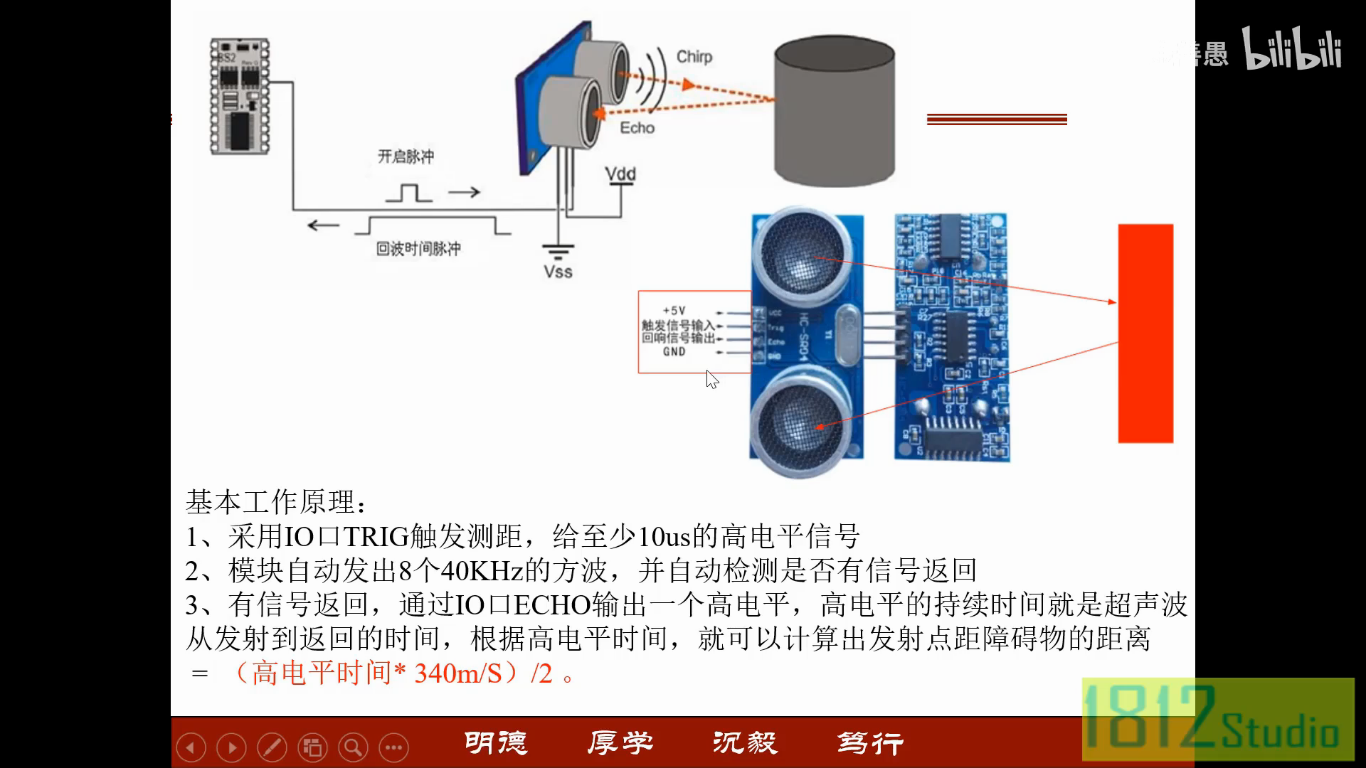 善愚 bilibili
SS2
Rev G
Chirp
Echo
开启脉冲
Vdd
回波时间脉冲
Vss
+5V
触发信号输入
回响信号输出
GND
VCC
Trig
Echo
GND
HC-SR04
基本工作原理：
1、采用IO口TRIG触发测距，给至少10us的高电平信号
2、模块自动发出8个40KHz的方波，并自动检测是否有信号返回
3、有信号返回，通过IO口ECHO输出一个高电平，高电平的持续时间就是超声波
从发射到返回的时间，根据高电平时间，就可以计算出发射点距障碍物的距离
= （高电平时间* 340m/S）/2 。
明德 厚学 沉毅 笃行
1812 Studio